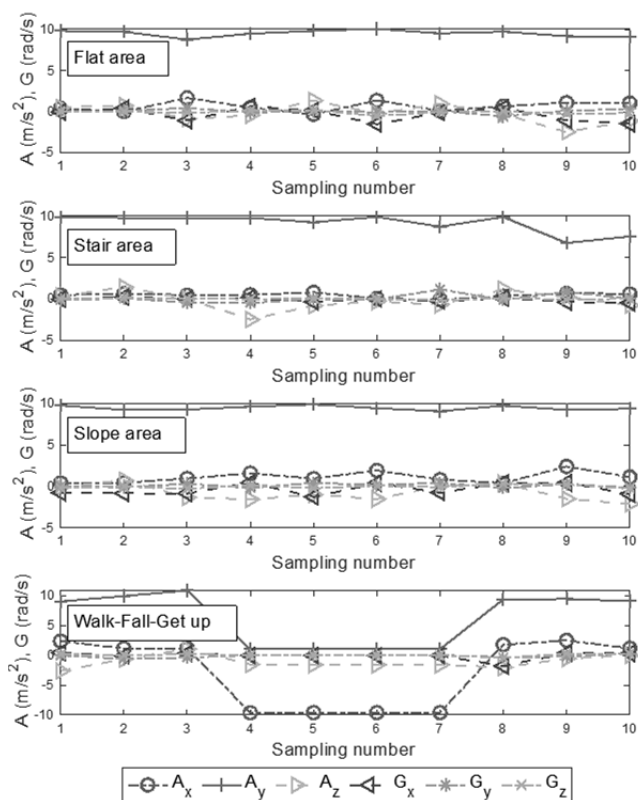 A (m/s²), G (rad/s)
10
5
0
-5
Flat area
1 2 3 4 5 6 7 8 9 10
Sampling number
A (m/s²), G (rad/s)
10
5
0
-5
Stair area
1 2 3 4 5 6 7 8 9 10
Sampling number
A (m/s²), G (rad/s)
10
5
0
-5
Slope area
1 2 3 4 5 6 7 8 9 10
Sampling number
A (m/s²), G (rad/s)
10
5
0
-5
-10
Walk-Fall-Get up
1 2 3 4 5 6 7 8 9 10
Sampling number
Ax Ay Az Gx Gy Gz